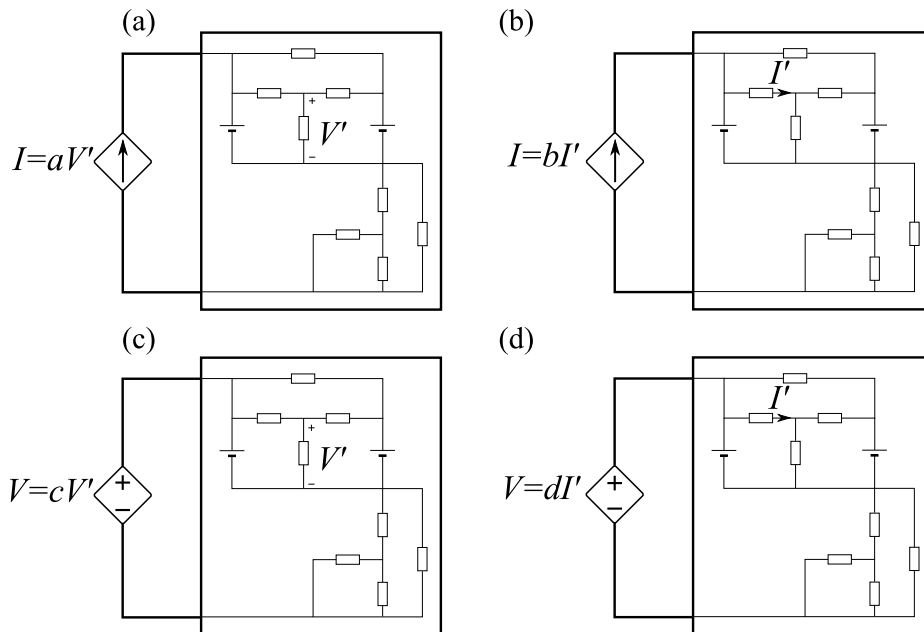 (a)
I=aV'
+
V'
−
(b)
I=bI'
I'
(c)
V=cV'
+
−
+
V'
−
(d)
V=dI'
+
−
I'